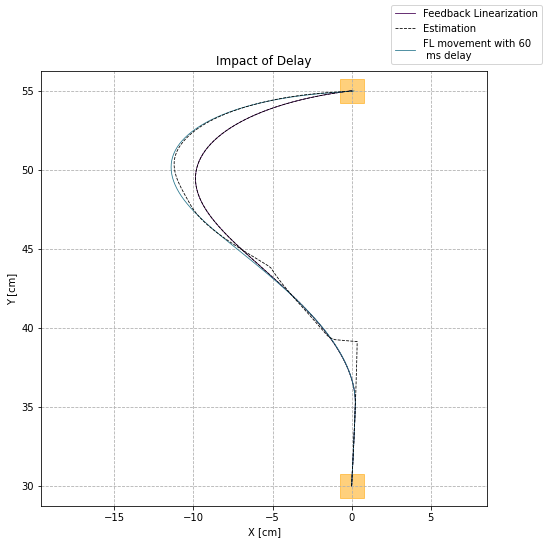 Feedback Linearization
Estimation
FL movement with 60
ms delay
Impact of Delay
55
50
45
40
35
30
Y [cm]
−15
−10
−5
0
5
X [cm]